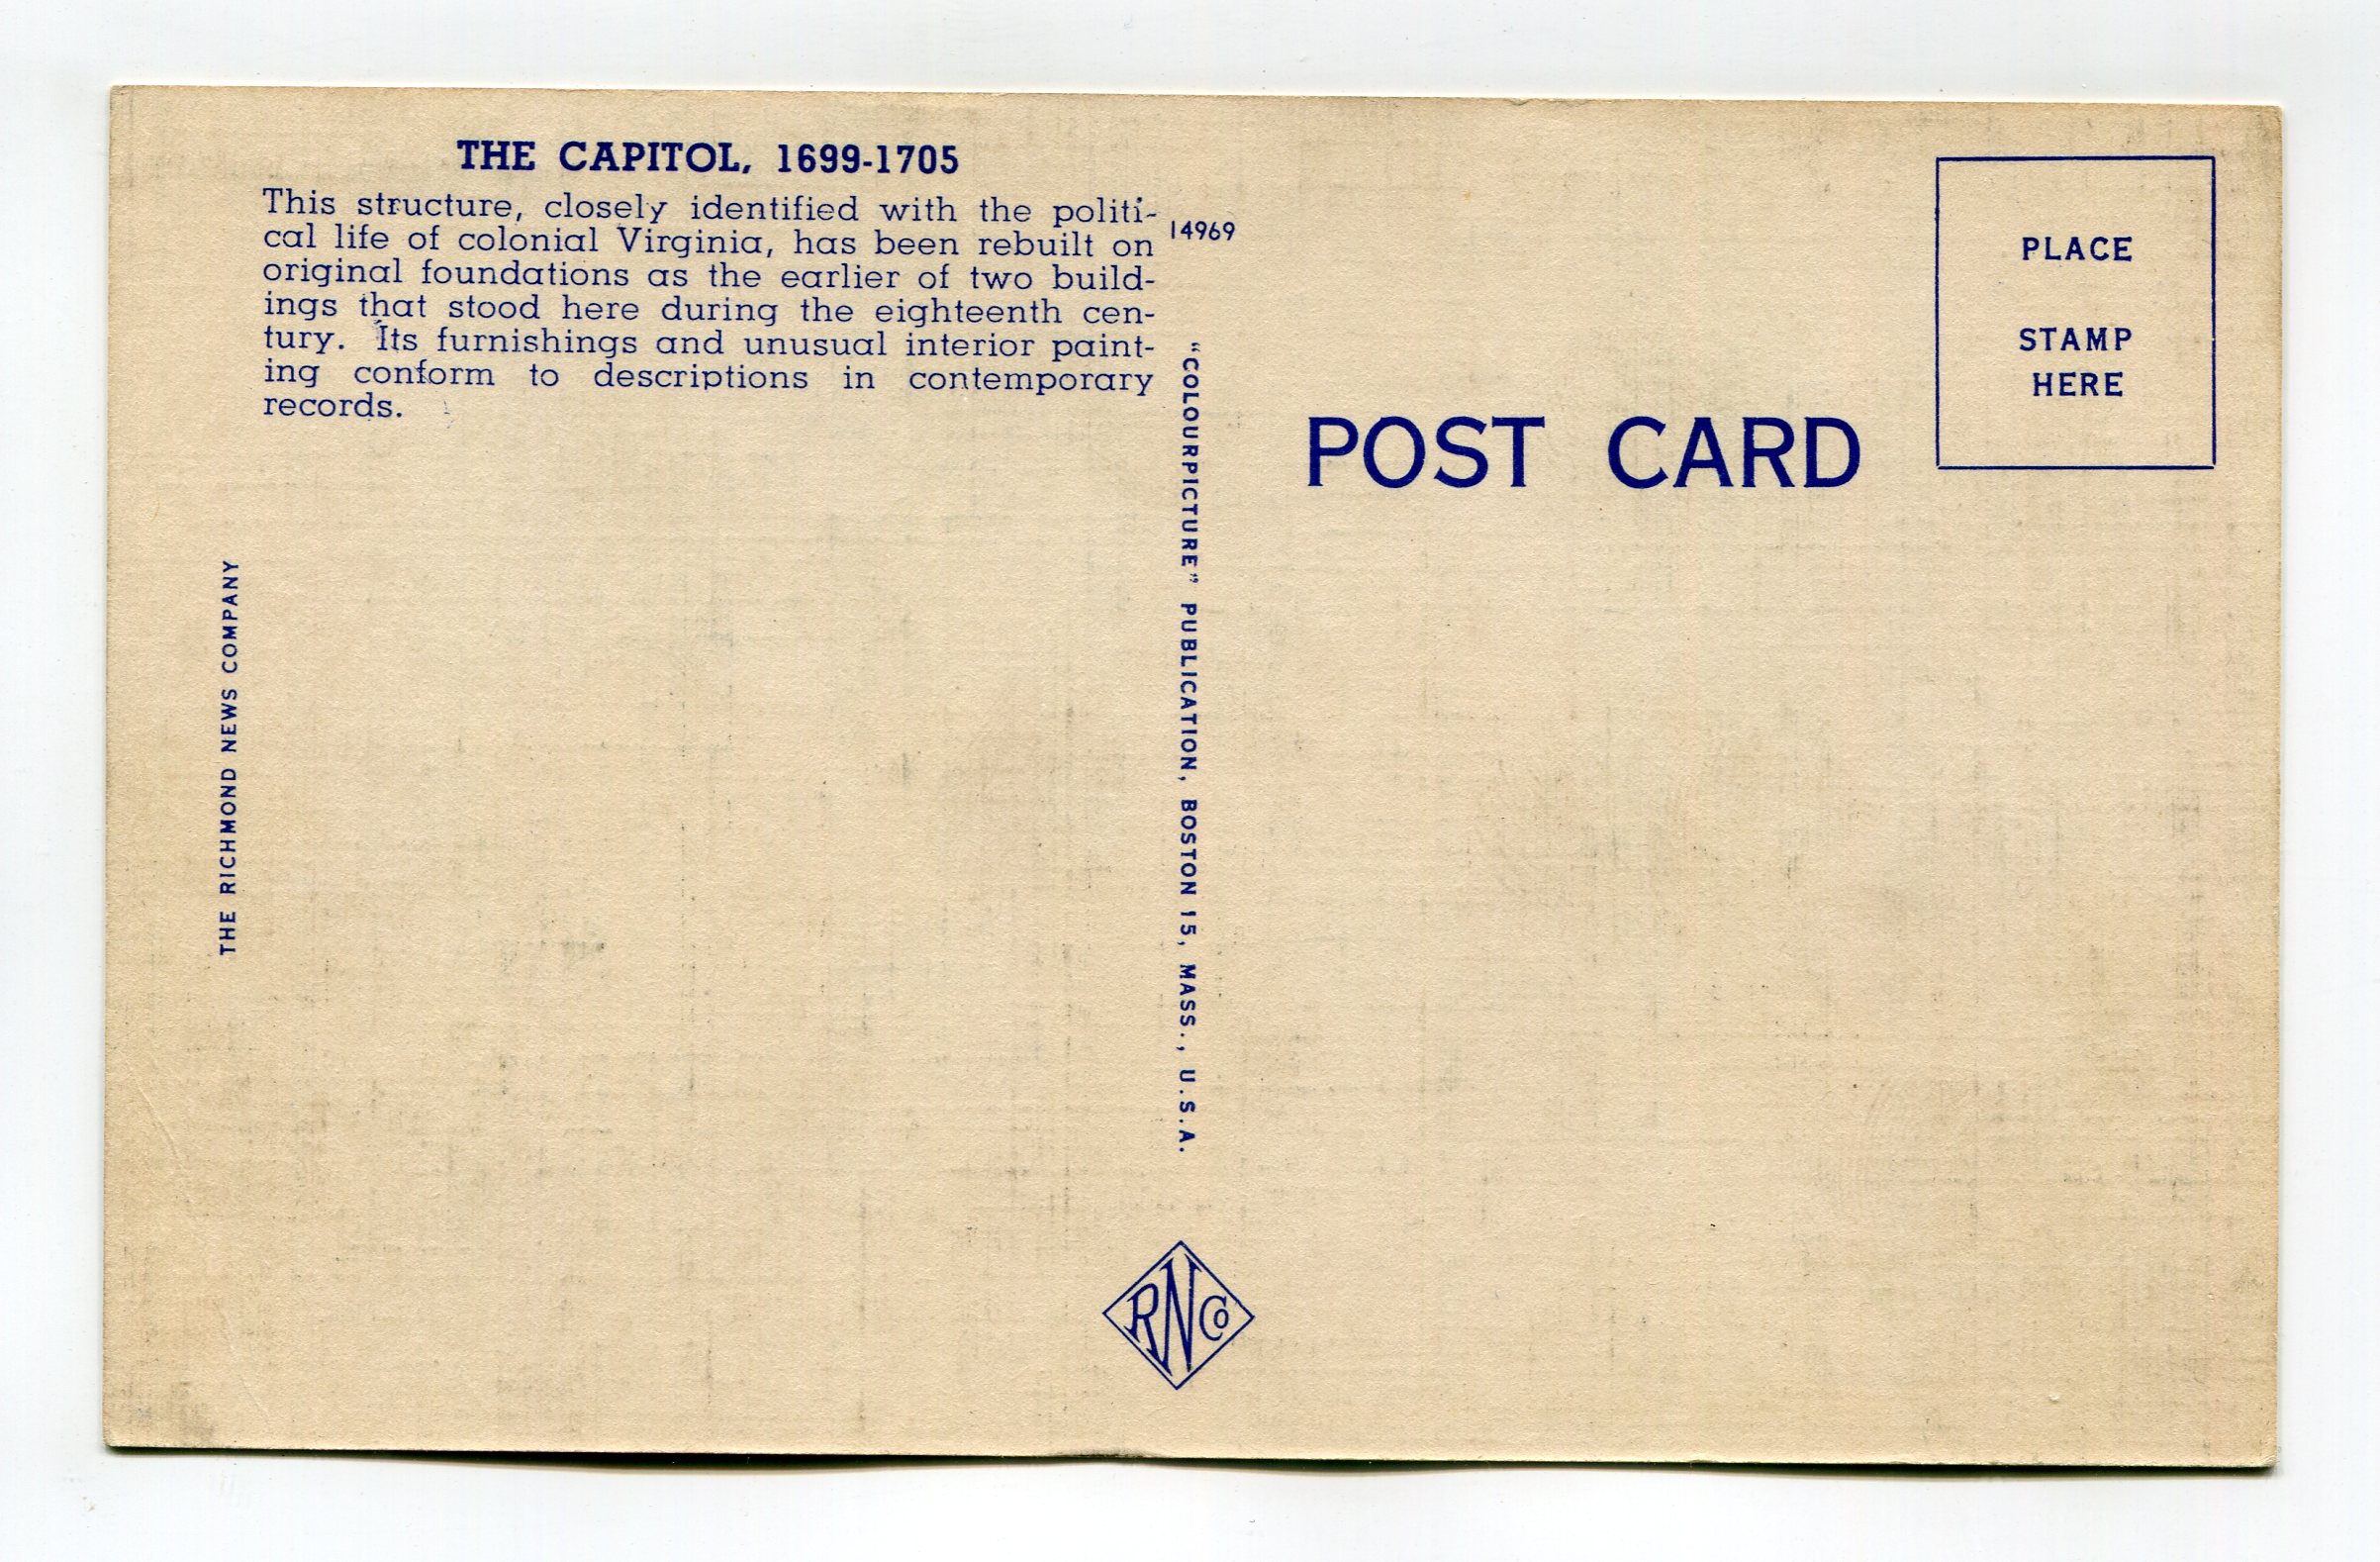 THE CAPITOL, 1699-1705
This structure, closely identified with the politi-
cal life of colonial Virginia, has been rebuilt on
original foundations as the earlier of two build-
ings that stood here during the eighteenth cen-
tury. Its furnishings and unusual interior paint-
ing conform to descriptions in contemporary
records.
14969
THE RICHMOND NEWS COMPANY
"COLOURPICTURE" PUBLICATION, BOSTON 15, MASS., U.S.A.
RNCo
POST CARD
PLACE
STAMP
HERE